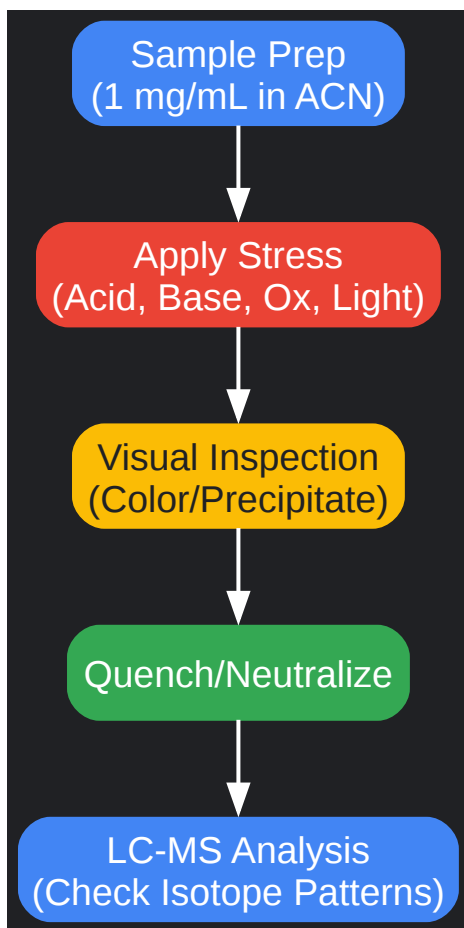 Sample Prep
(1 mg/mL in ACN)
Apply Stress
(Acid, Base, Ox, Light)
Visual Inspection
(Color/Precipitate)
Quench/Neutralize
LC-MS Analysis
(Check Isotope Patterns)